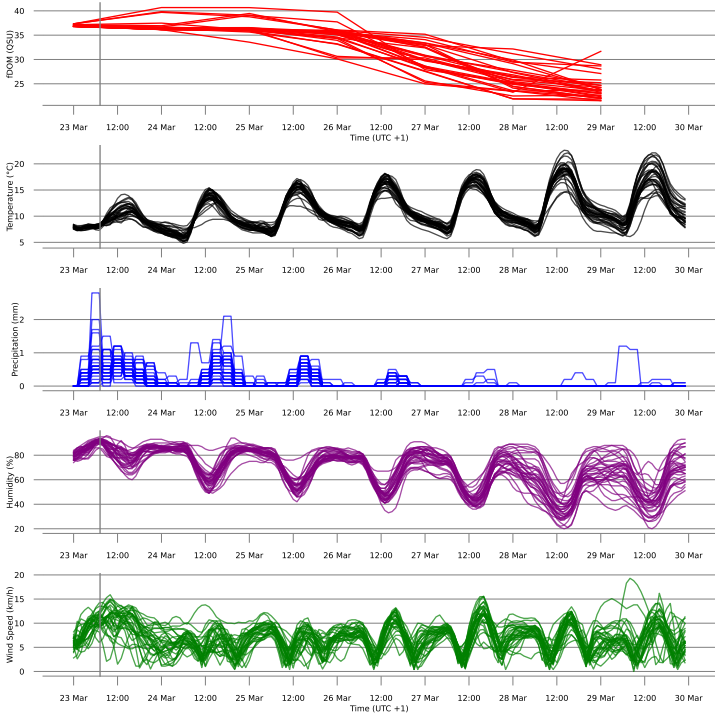 40
35
30
25
fDOM (QSU)
23 Mar 12:00 24 Mar 12:00 25 Mar 12:00 26 Mar 12:00 27 Mar 12:00 28 Mar 12:00 29 Mar 12:00 30 Mar
Time (UTC +1)
20
15
10
5
Temperature (°C)
23 Mar 12:00 24 Mar 12:00 25 Mar 12:00 26 Mar 12:00 27 Mar 12:00 28 Mar 12:00 29 Mar 12:00 30 Mar
2
1
0
Precipitation (mm)
23 Mar 12:00 24 Mar 12:00 25 Mar 12:00 26 Mar 12:00 27 Mar 12:00 28 Mar 12:00 29 Mar 12:00 30 Mar
80
60
40
20
Humidity (%)
23 Mar 12:00 24 Mar 12:00 25 Mar 12:00 26 Mar 12:00 27 Mar 12:00 28 Mar 12:00 29 Mar 12:00 30 Mar
20
15
10
5
0
Wind Speed (km/h)
23 Mar 12:00 24 Mar 12:00 25 Mar 12:00 26 Mar 12:00 27 Mar 12:00 28 Mar 12:00 29 Mar 12:00 30 Mar
Time (UTC +1)